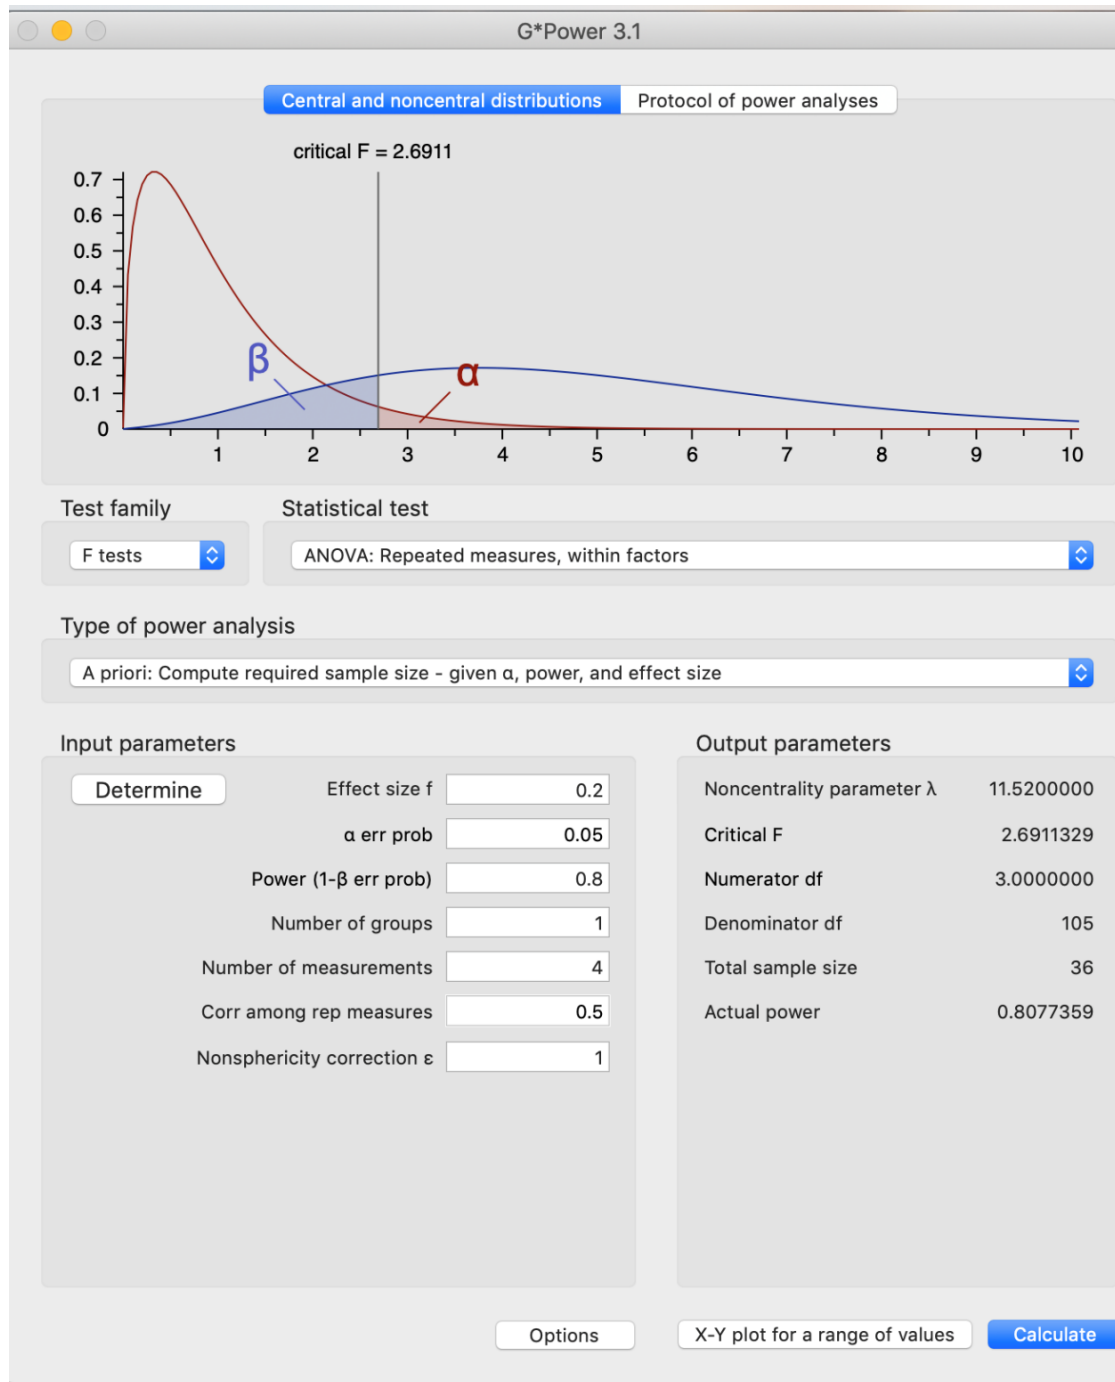 G*Power 3.1
Central and noncentral distributions
Protocol of power analyses
critical F = 2.6911
0.7
0.6
0.5
0.4
0.3
0.2
0.1
0
β
α
1 2 3 4 5 6 7 8 9 10
Test family
Statistical test
F tests
ANOVA: Repeated measures, within factors
Type of power analysis
A priori: Compute required sample size - given α, power, and effect size
Input parameters
Determine
Effect size f 0.2
α err prob 0.05
Power (1-β err prob) 0.8
Number of groups 1
Number of measurements 4
Corr among rep measures 0.5
Nonsphericity correction ε 1
Output parameters
Noncentrality parameter λ 11.5200000
Critical F 2.6911329
Numerator df 3.0000000
Denominator df 105
Total sample size 36
Actual power 0.8077359
Options
X-Y plot for a range of values
Calculate